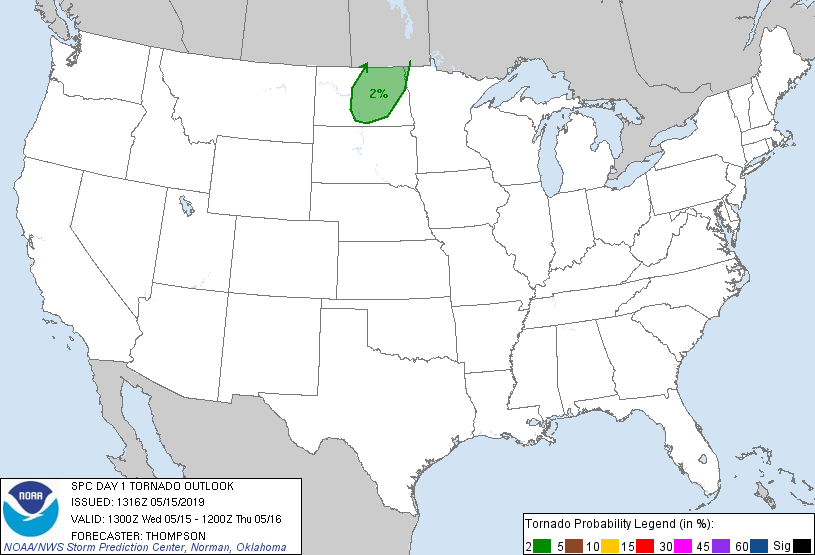 2%
SPC DAY 1 TORNADO OUTLOOK
ISSUED: 1316Z 05/15/2019
VALID: 1300Z Wed 05/15 - 1200Z Thu 05/16
FORECASTER: THOMPSON
NOAA/NWS Storm Prediction Center, Norman, Oklahoma
NOAA
Tornado Probability Legend (in %):
2 5 10 15 30 45 60 Sig